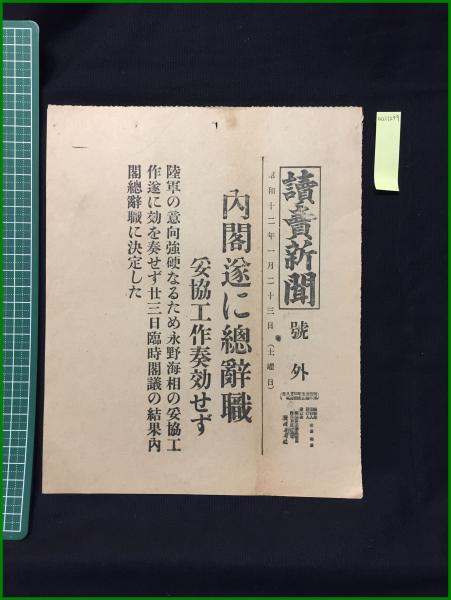 讀賣新聞
號外
昭和十二年一月二十三日(土曜日)
內閣遂に總辭職
妥協工作奏効せず
陸軍の意向強硬なるため永野海相の妥協工
作遂に効を奏せず廿三日臨時閣議の結果內
閣總辭職に決定した